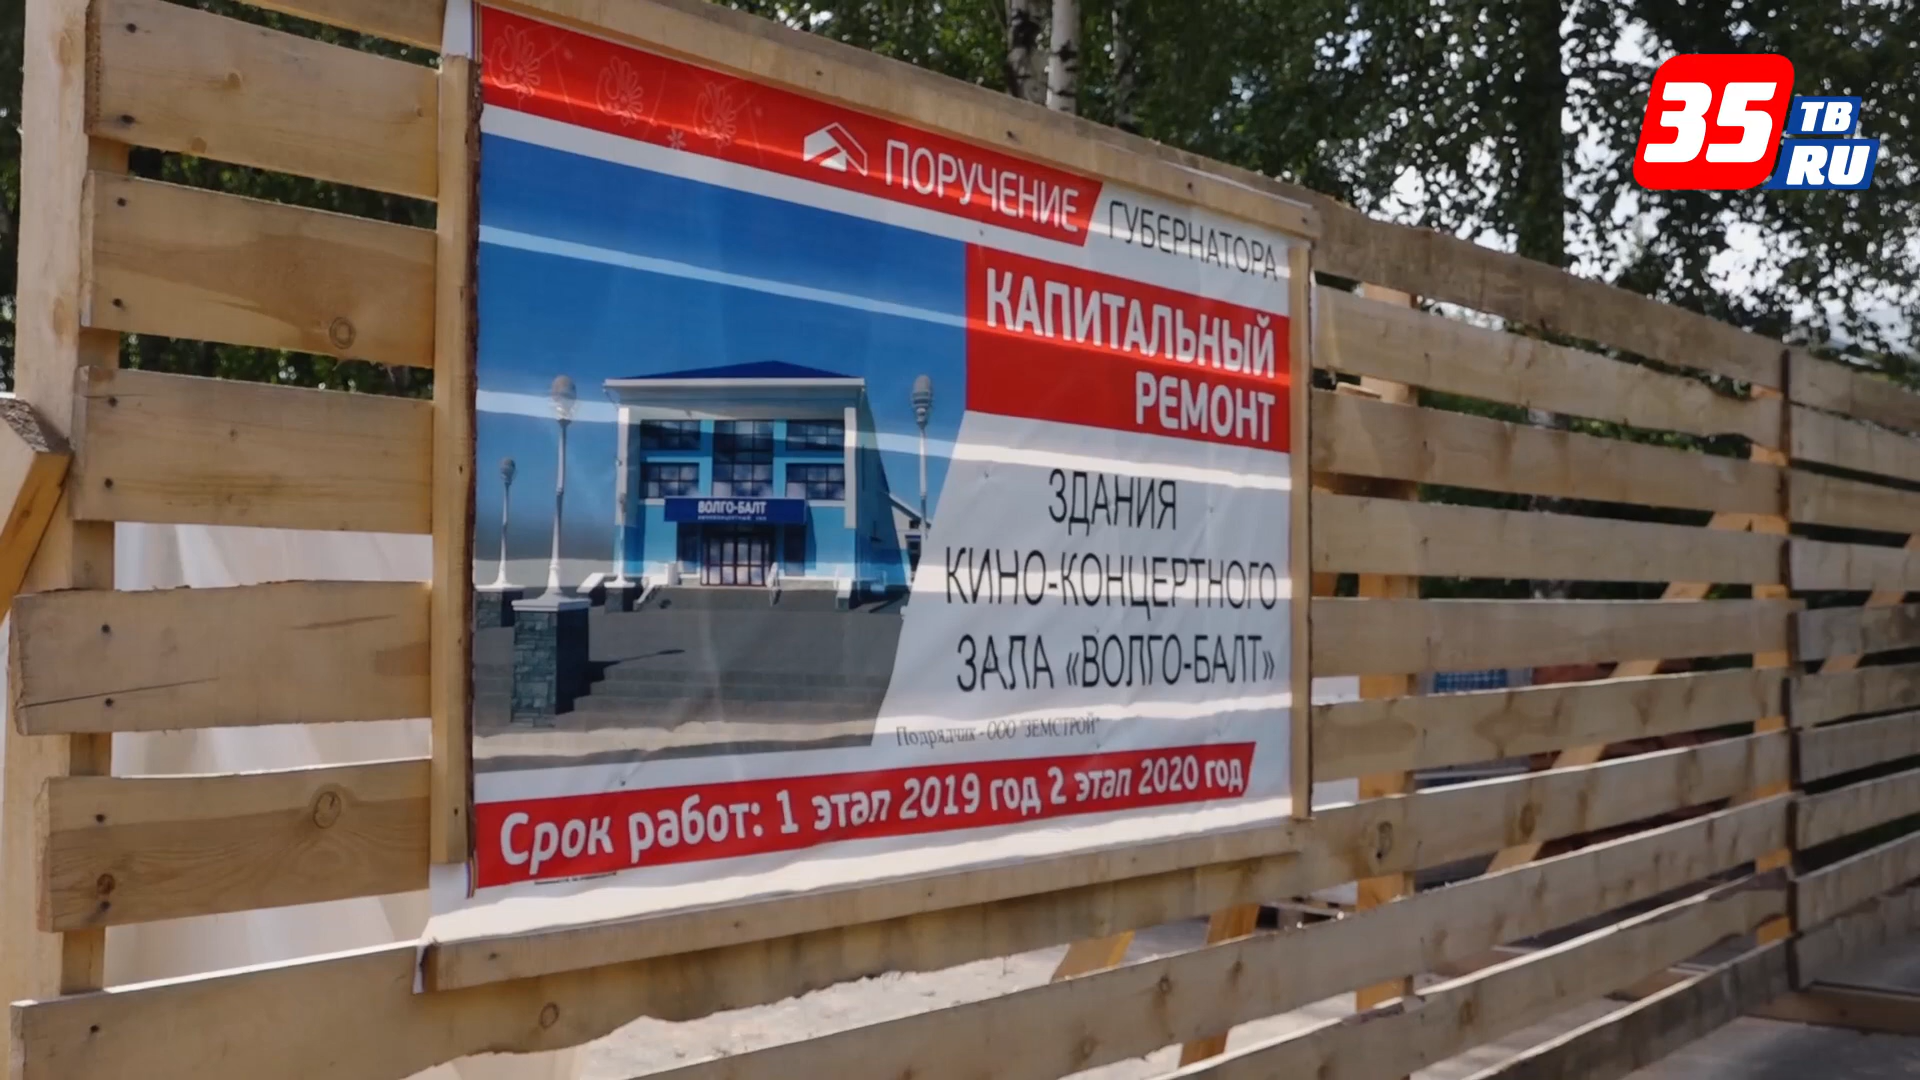 35 ТВ
RU
ПОРУЧЕНИЕ ГУБЕРНАТОРА
КАПИТАЛЬНЫЙ
РЕМОНТ
ЗДАНИЯ
КИНО-КОНЦЕРТНОГО
ЗАЛА «ВОЛГО-БАЛТ»
ВОЛГО-БАЛТ
Подрядчик - ООО "ЗЕМСТРОЙ"
Срок работ: 1 этап 2019 год 2 этап 2020 год